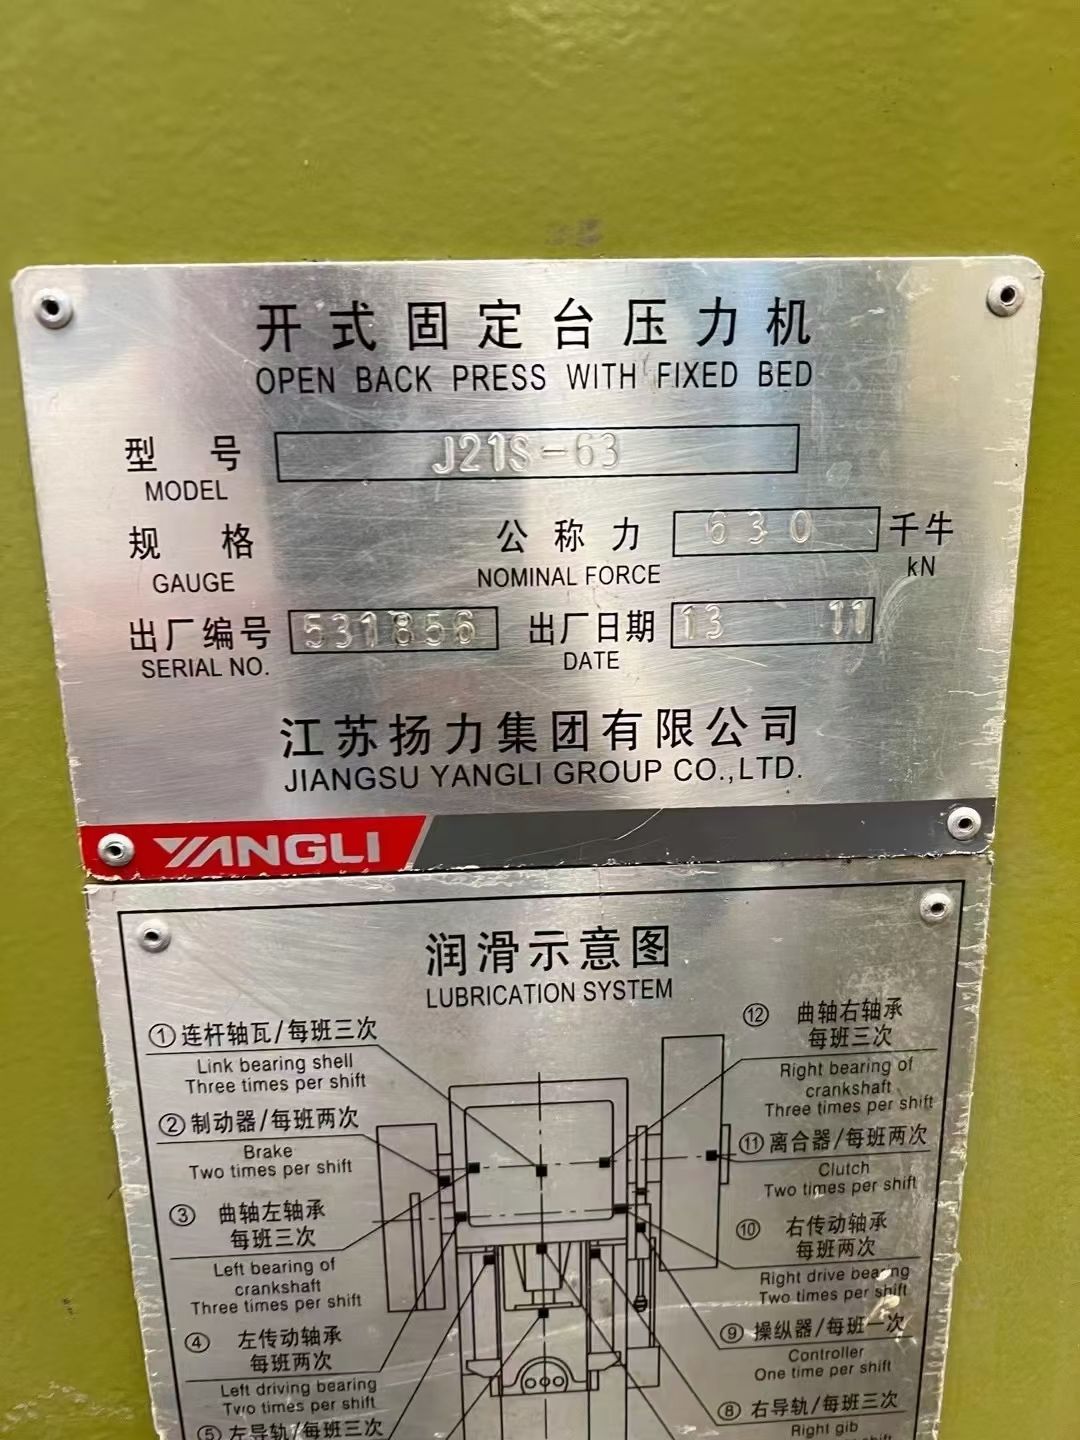 开式固定台压力机
OPEN BACK PRESS WITH FIXED BED
型号 J21S-63
MODEL
规格 公称力 630 千牛
GAUGE NOMINAL FORCE kN
出厂编号 531856 出厂日期 13 11
SERIAL NO. DATE
江苏扬力集团有限公司
JIANGSU YANGLI GROUP CO.,LTD.
YANGLI
润滑示意图
LUBRICATION SYSTEM
①连杆轴瓦/每班三次
Link bearing shell
Three times per shift
②制动器/每班两次
Brake
Two times per shift
③ 曲轴左轴承
每班三次
Left bearing of
crankshaft
Three times per shift
④ 左传动轴承
每班两次
Left driving bearing
Two times per shift
⑤左导轨/每班三次
⑫ 曲轴右轴承
每班三次
Right bearing of
crankshaft
Three times per shift
⑪离合器/每班两次
Clutch
Two times per shift
⑩ 右传动轴承
每班两次
Right drive bearing
Two times per shift
⑨操纵器/每班一次
Controller
One time per shift
⑧右导轨/每班三次
Right gib